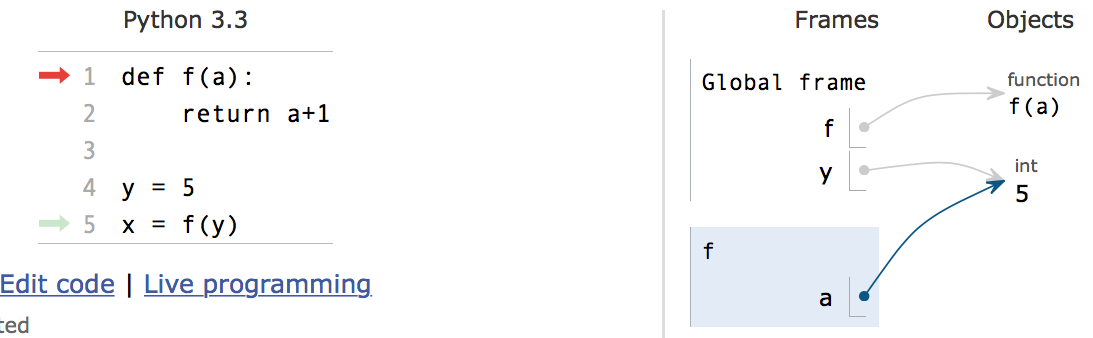 Python 3.3
1 def f(a):
2     return a+1
3
4 y = 5
5 x = f(y)
Edit code | Live programming
ted
Frames
Objects
Global frame
f
y
function
f(a)
int
5
f
a